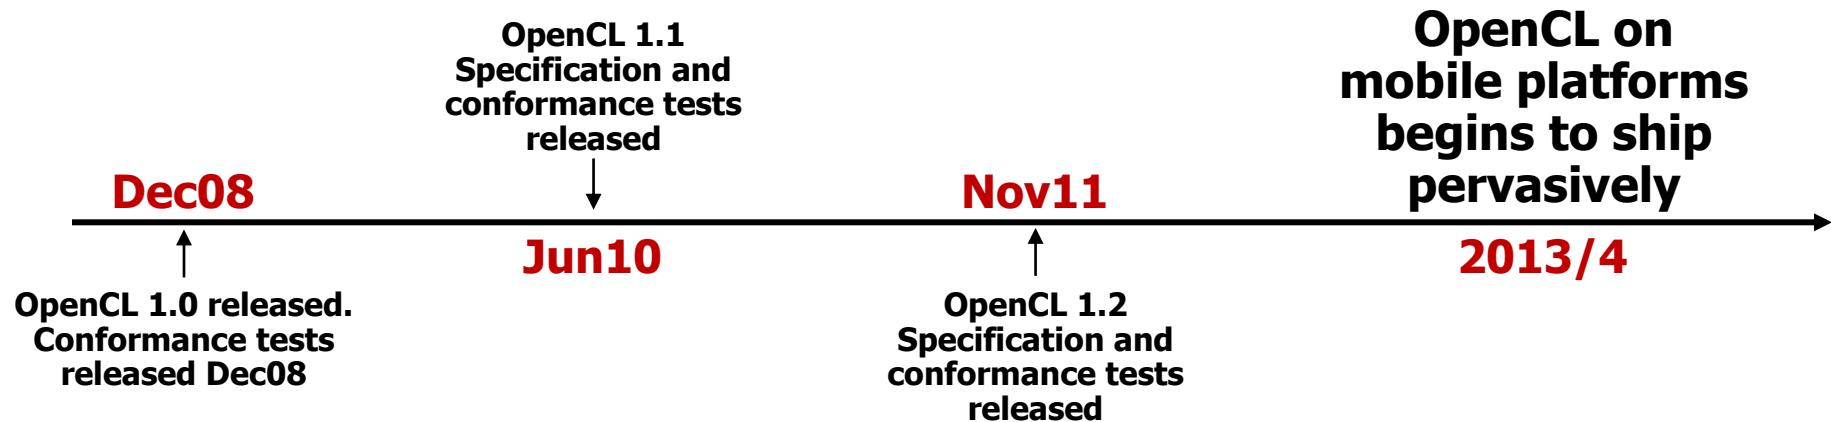 Dec08
OpenCL 1.0 released.
Conformance tests
released Dec08
OpenCL 1.1
Specification and
conformance tests
released
Jun10
Nov11
OpenCL 1.2
Specification and
conformance tests
released
OpenCL on
mobile platforms
begins to ship
pervasively
2013/4